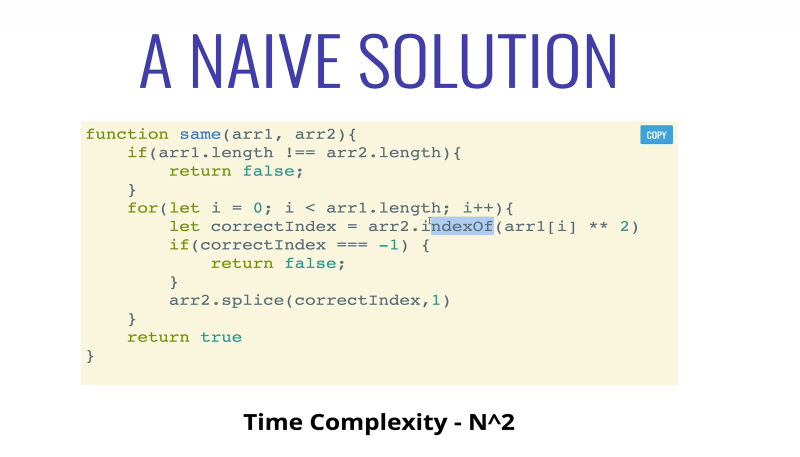 A NAIVE SOLUTION
COPY
function same(arr1, arr2){
    if(arr1.length !== arr2.length){
        return false;
    }
    for(let i = 0; i < arr1.length; i++){
        let correctIndex = arr2.indexOf(arr1[i] ** 2)
        if(correctIndex === -1) {
            return false;
        }
        arr2.splice(correctIndex,1)
    }
    return true
}
Time Complexity - N^2